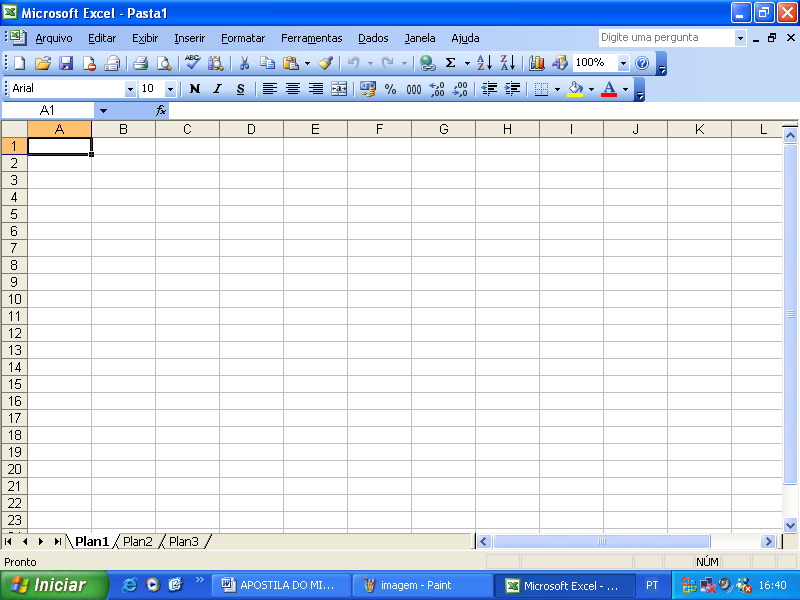 Microsoft Excel - Pasta1
Arquivo Editar Exibir Inserir Formatar Ferramentas Dados Janela Ajuda Digite uma pergunta
ABC Σ A Z Z A 100% ?
Arial 10 N I S % 000 A
A1 fx
A B C D E F G H I J K L
1
2
3
4
5
6
7
8
9
10
11
12
13
14
15
16
17
18
19
20
21
22
23
Plan1 Plan2 Plan3
Pronto NÚM
Iniciar » APOSTILA DO MI... imagem - Paint Microsoft Excel - ... PT 16:40